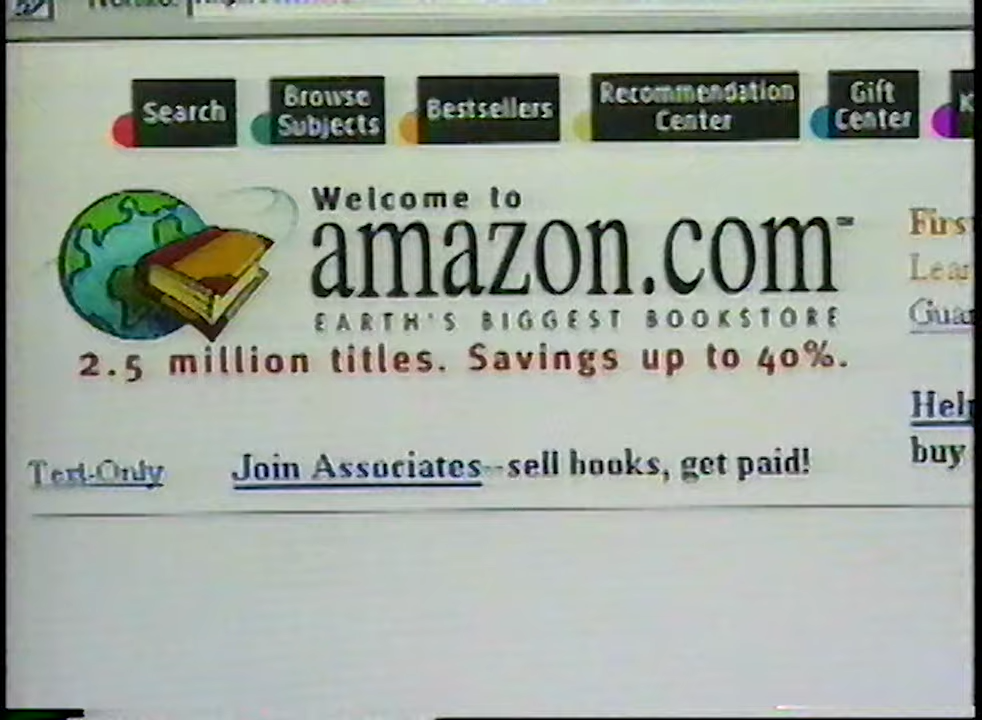 Search
Browse Subjects
Bestsellers
Recommendation Center
Gift Center
Welcome to
amazon.com™
EARTH'S BIGGEST BOOKSTORE
2.5 million titles. Savings up to 40%.
Text-Only
Join Associates--sell books, get paid!
buy